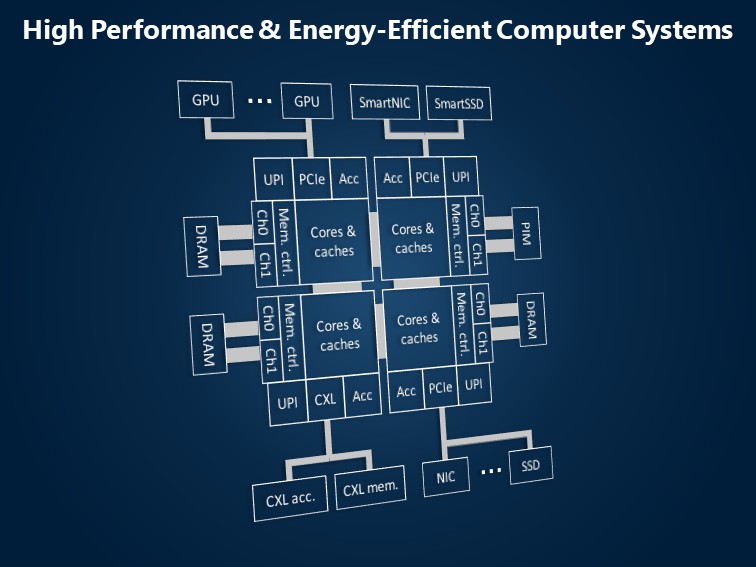 High Performance & Energy-Efficient Computer Systems
GPU
...
GPU
SmartNIC
SmartSSD
UPI
PCIe
Acc
Acc
PCIe
UPI
DRAM
Ch0
Ch1
Mem. ctrl.
Cores &
caches
Cores &
caches
Mem. ctrl.
Ch0
Ch1
PIM
DRAM
Ch0
Ch1
Mem. ctrl.
Cores &
caches
Cores &
caches
Mem. ctrl.
Ch0
Ch1
DRAM
UPI
CXL
Acc
Acc
PCIe
UPI
CXL acc.
CXL mem.
NIC
...
SSD